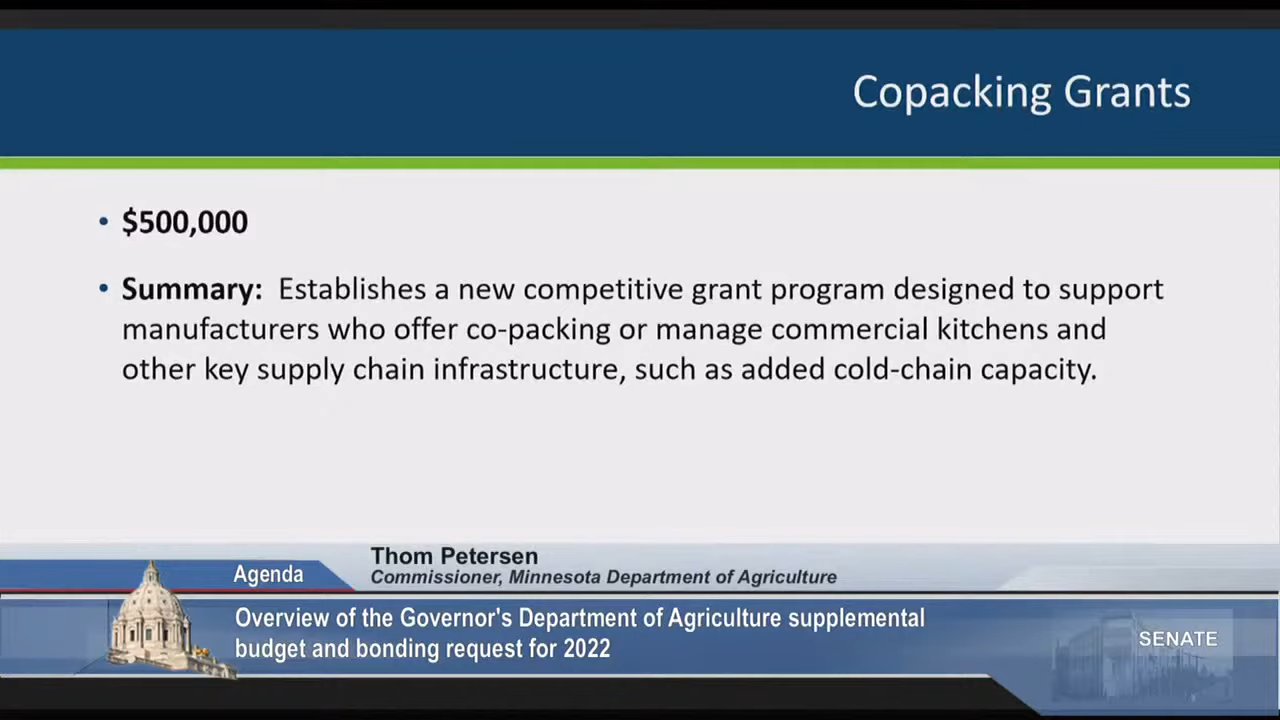 Copacking Grants
• $500,000
• Summary: Establishes a new competitive grant program designed to support
manufacturers who offer co-packing or manage commercial kitchens and
other key supply chain infrastructure, such as added cold-chain capacity.
Thom Petersen
Commissioner, Minnesota Department of Agriculture
Agenda
Overview of the Governor's Department of Agriculture supplemental
budget and bonding request for 2022
SENATE